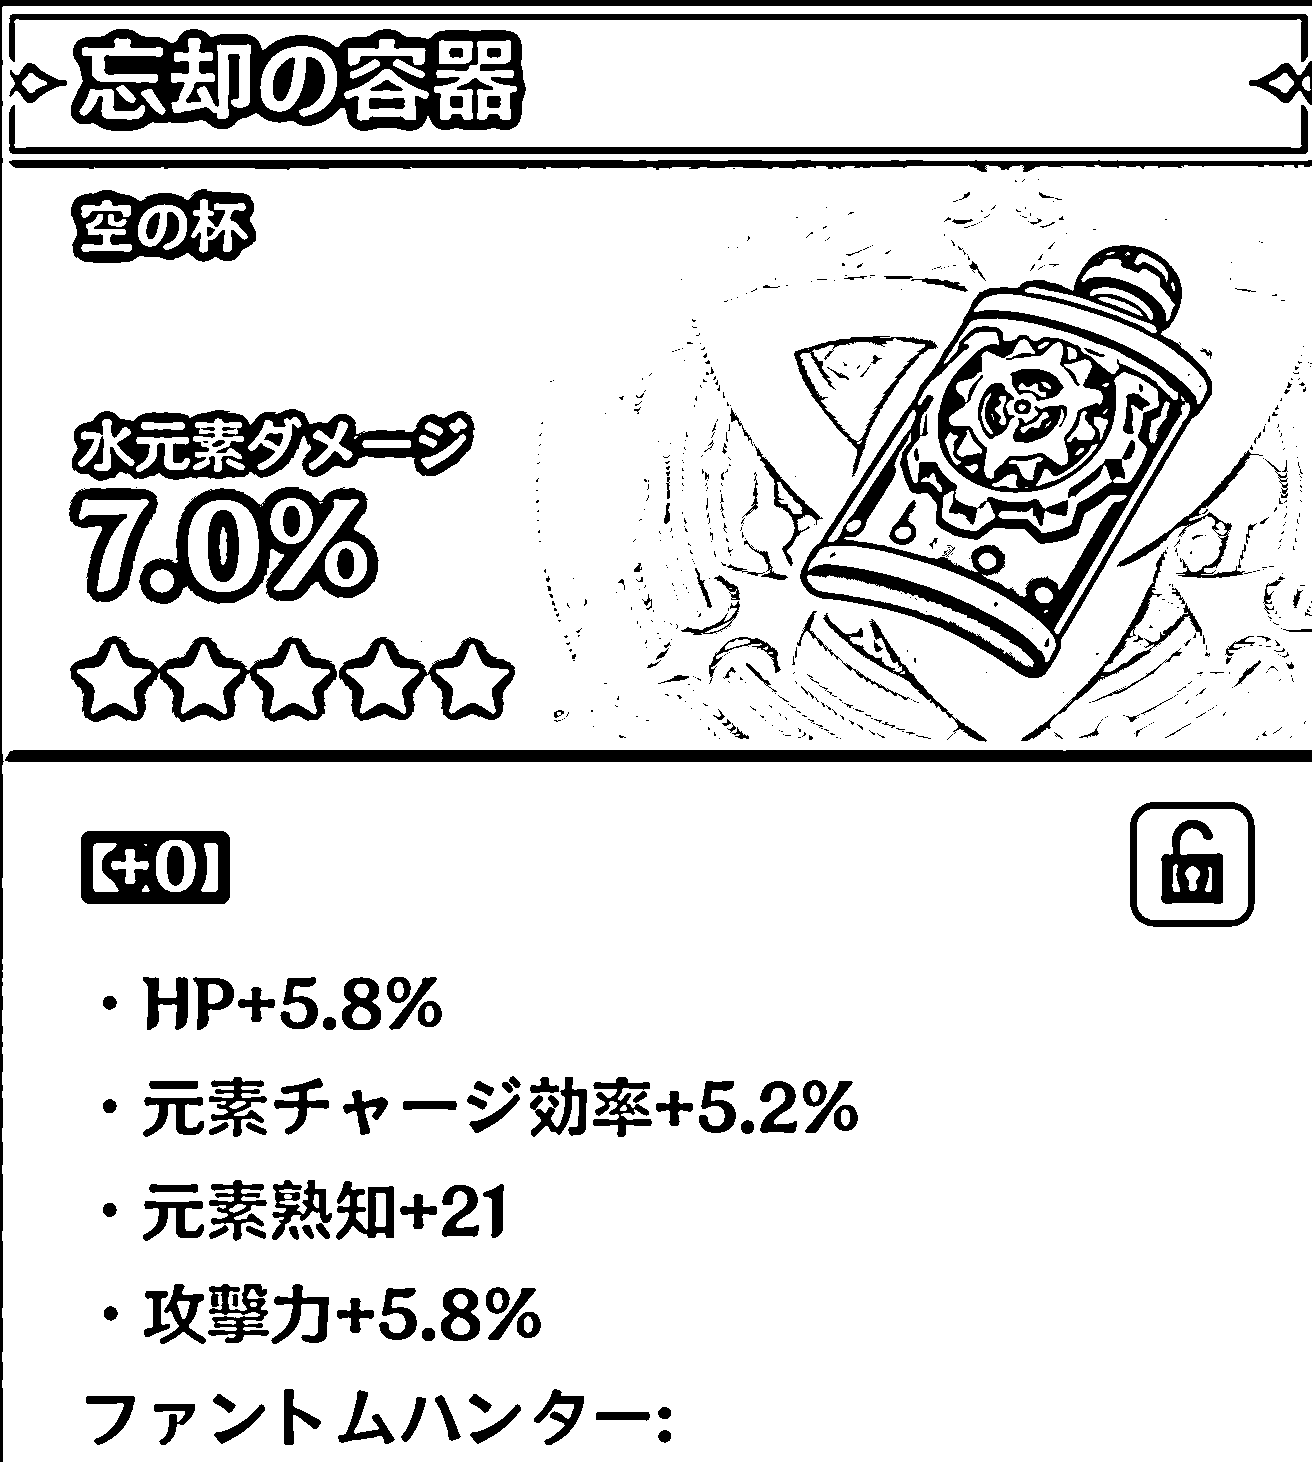 忘却の容器
空の杯
水元素ダメージ
7.0%
【+0】
・HP+5.8%
・元素チャージ効率+5.2%
・元素熟知+21
・攻撃力+5.8%
ファントムハンター: